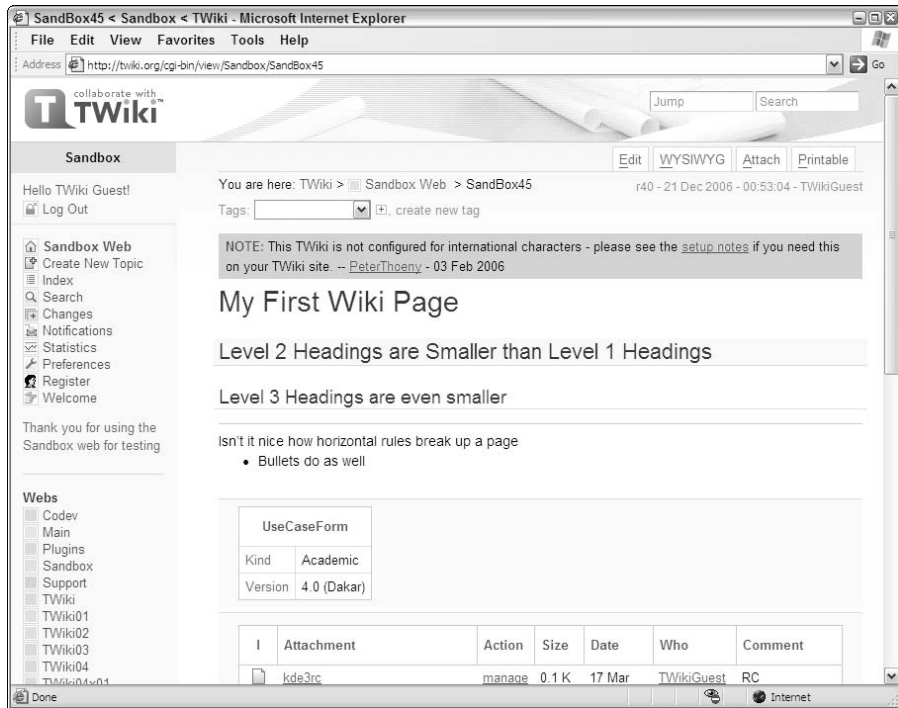 SandBox45 < Sandbox < TWiki - Microsoft Internet Explorer
File Edit View Favorites Tools Help
Address http://twiki.org/cgi-bin/view/Sandbox/SandBox45 Go
collaborate with
TWiki™
Jump Search
Sandbox
Edit WYSIWYG Attach Printable
Hello TWiki Guest!
Log Out
You are here: TWiki > Sandbox Web > SandBox45
r40 - 21 Dec 2006 - 00:53:04 - TWikiGuest
Tags: , create new tag
Sandbox Web
Create New Topic
Index
Search
Changes
Notifications
Statistics
Preferences
Register
Welcome
Thank you for using the
Sandbox web for testing
Webs
Codev
Main
Plugins
Sandbox
Support
TWiki
TWiki01
TWiki02
TWiki03
TWiki04
TWiki04x01
NOTE: This TWiki is not configured for international characters - please see the setup notes if you need this
on your TWiki site. -- PeterThoeny - 03 Feb 2006
My First Wiki Page
Level 2 Headings are Smaller than Level 1 Headings
Level 3 Headings are even smaller
Isn't it nice how horizontal rules break up a page
• Bullets do as well
UseCaseForm
Kind Academic
Version 4.0 (Dakar)
I Attachment Action Size Date Who Comment
kde3rc manage 0.1 K 17 Mar TWikiGuest RC
Done Internet